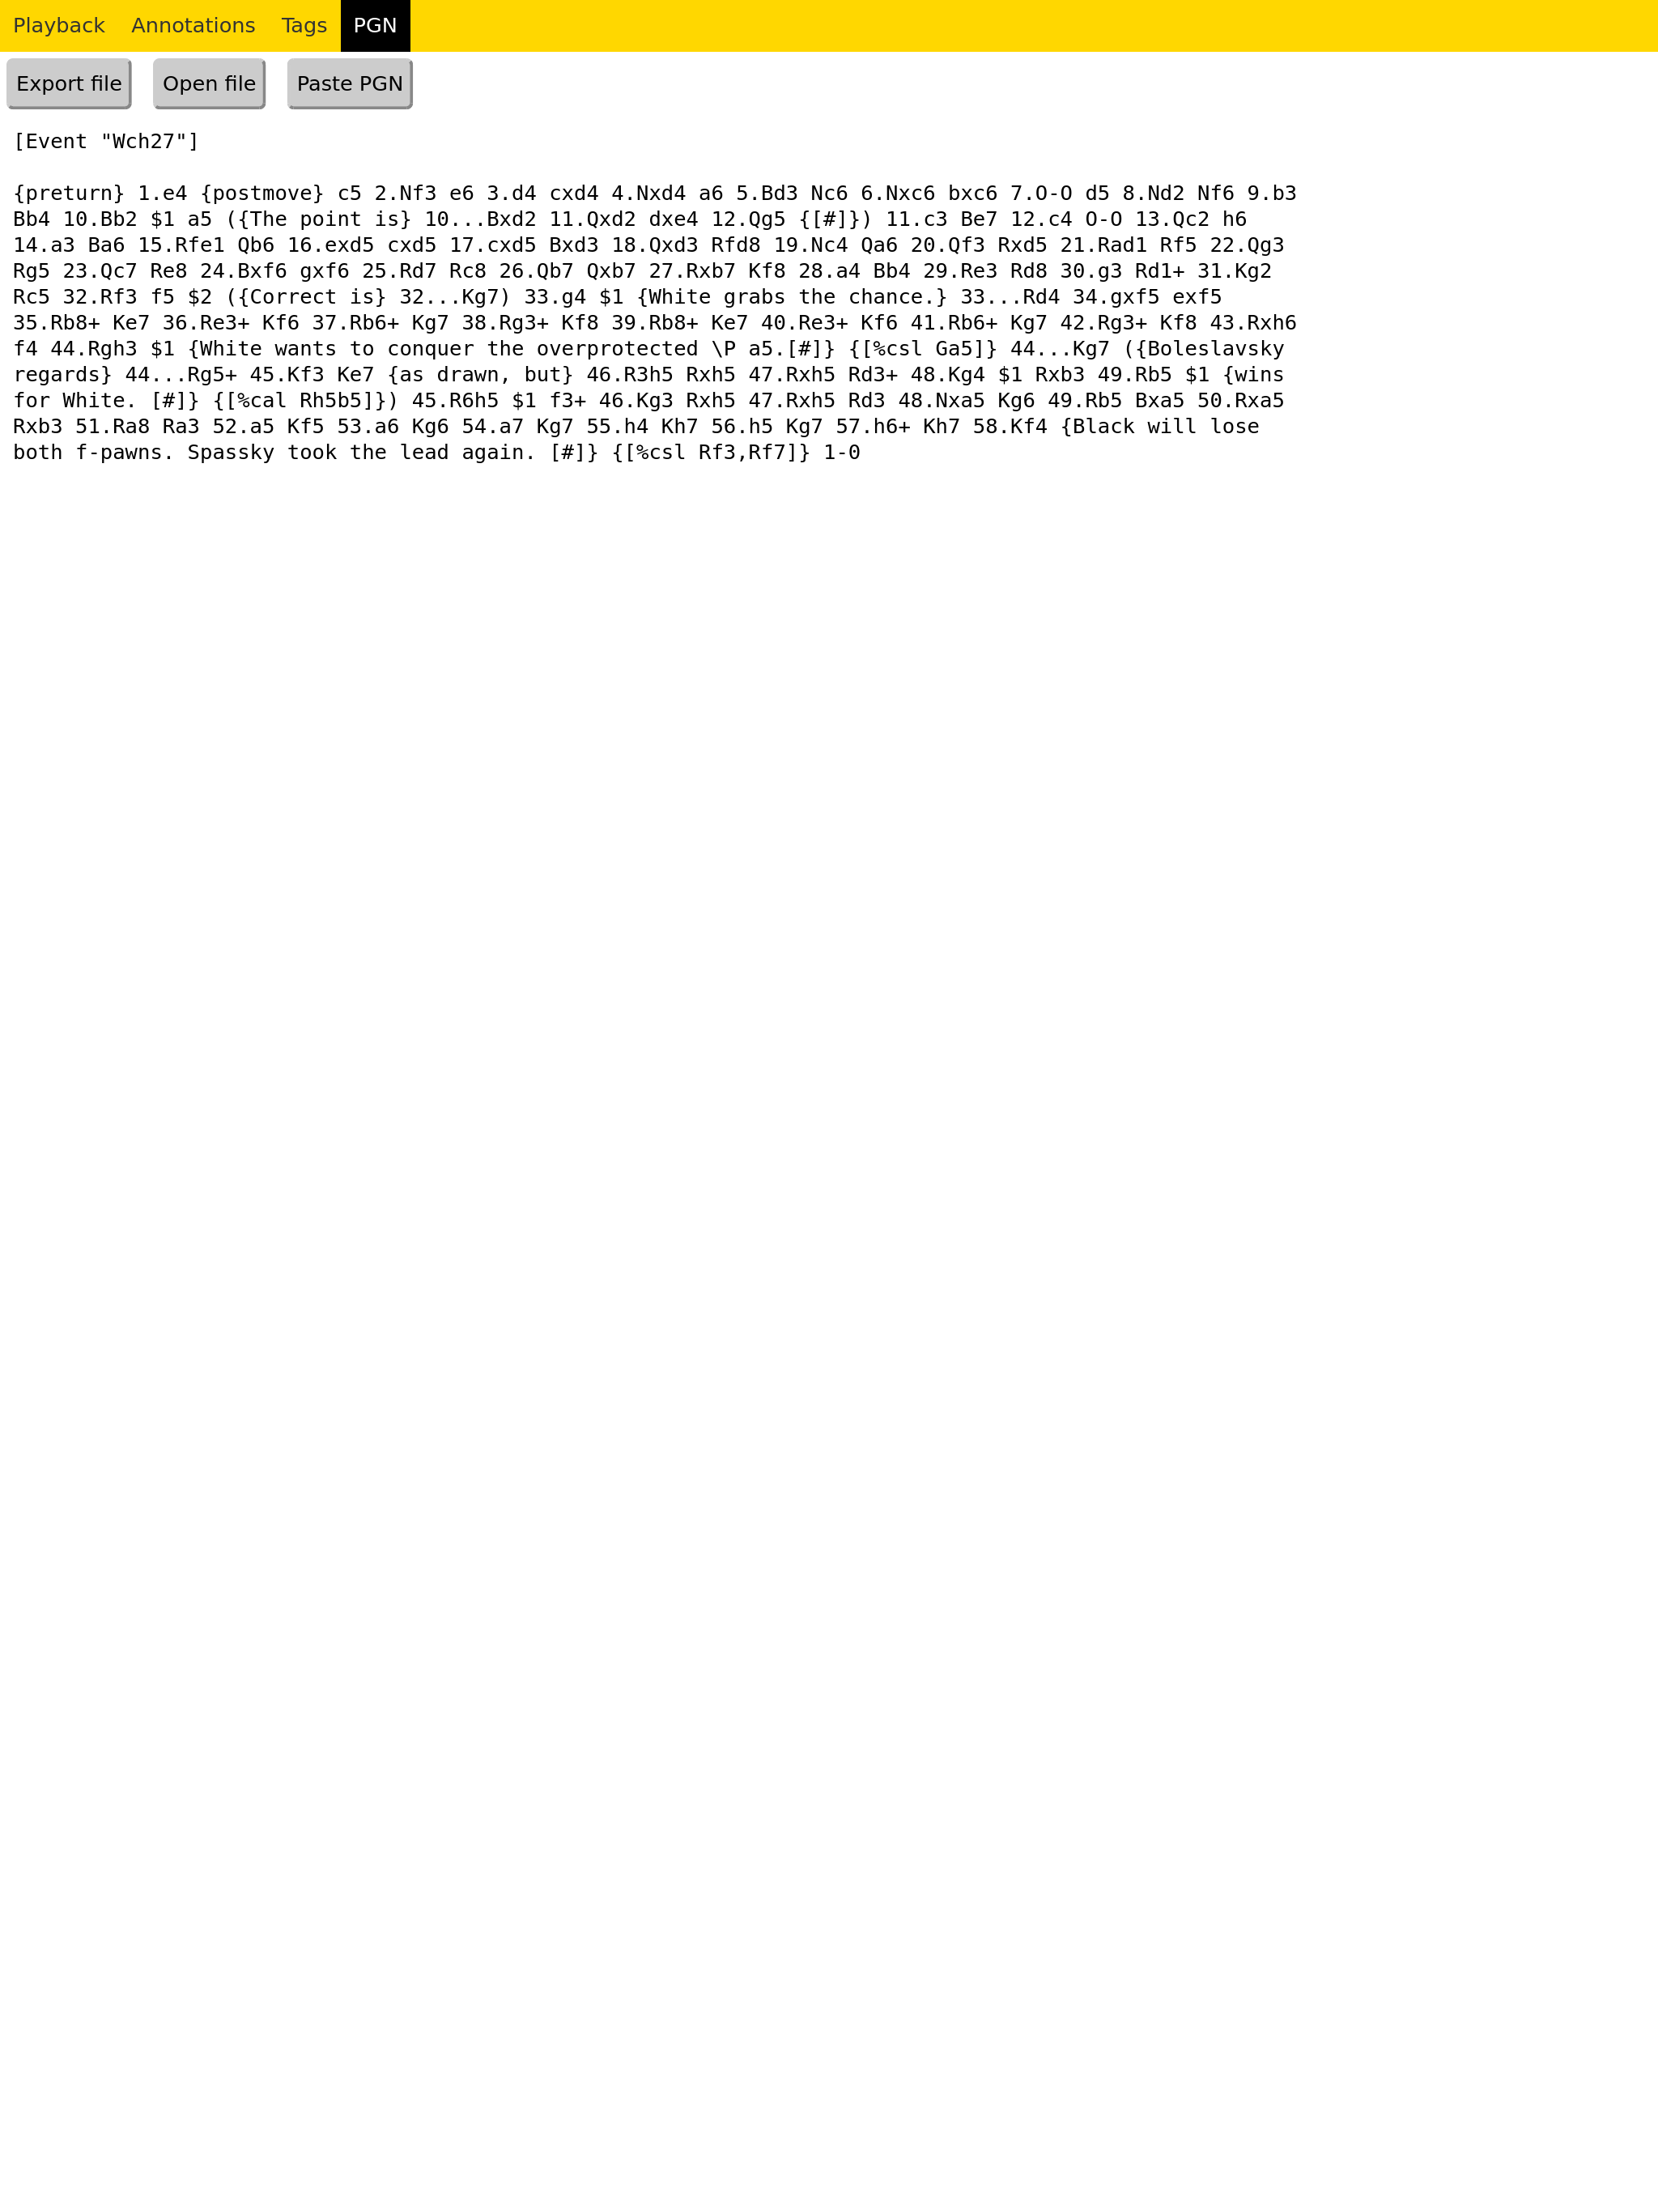 Playback Annotations Tags PGN
Export file Open file Paste PGN
[Event "Wch27"]
{preturn} 1.e4 {postmove} c5 2.Nf3 e6 3.d4 cxd4 4.Nxd4 a6 5.Bd3 Nc6 6.Nxc6 bxc6 7.O-O d5 8.Nd2 Nf6 9.b3
Bb4 10.Bb2 $1 a5 ({The point is} 10...Bxd2 11.Qxd2 dxe4 12.Qg5 {[#]}) 11.c3 Be7 12.c4 O-O 13.Qc2 h6
14.a3 Ba6 15.Rfe1 Qb6 16.exd5 cxd5 17.cxd5 Bxd3 18.Qxd3 Rfd8 19.Nc4 Qa6 20.Qf3 Rxd5 21.Rad1 Rf5 22.Qg3
Rg5 23.Qc7 Re8 24.Bxf6 gxf6 25.Rd7 Rc8 26.Qb7 Qxb7 27.Rxb7 Kf8 28.a4 Bb4 29.Re3 Rd8 30.g3 Rd1+ 31.Kg2
Rc5 32.Rf3 f5 $2 ({Correct is} 32...Kg7) 33.g4 $1 {White grabs the chance.} 33...Rd4 34.gxf5 exf5
35.Rb8+ Ke7 36.Re3+ Kf6 37.Rb6+ Kg7 38.Rg3+ Kf8 39.Rb8+ Ke7 40.Re3+ Kf6 41.Rb6+ Kg7 42.Rg3+ Kf8 43.Rxh6
f4 44.Rgh3 $1 {White wants to conquer the overprotected \P a5.[#]} {[%csl Ga5]} 44...Kg7 ({Boleslavsky
regards} 44...Rg5+ 45.Kf3 Ke7 {as drawn, but} 46.R3h5 Rxh5 47.Rxh5 Rd3+ 48.Kg4 $1 Rxb3 49.Rb5 $1 {wins
for White. [#]} {[%cal Rh5b5]}) 45.R6h5 $1 f3+ 46.Kg3 Rxh5 47.Rxh5 Rd3 48.Nxa5 Kg6 49.Rb5 Bxa5 50.Rxa5
Rxb3 51.Ra8 Ra3 52.a5 Kf5 53.a6 Kg6 54.a7 Kg7 55.h4 Kh7 56.h5 Kg7 57.h6+ Kh7 58.Kf4 {Black will lose
both f-pawns. Spassky took the lead again. [#]} {[%csl Rf3,Rf7]} 1-0